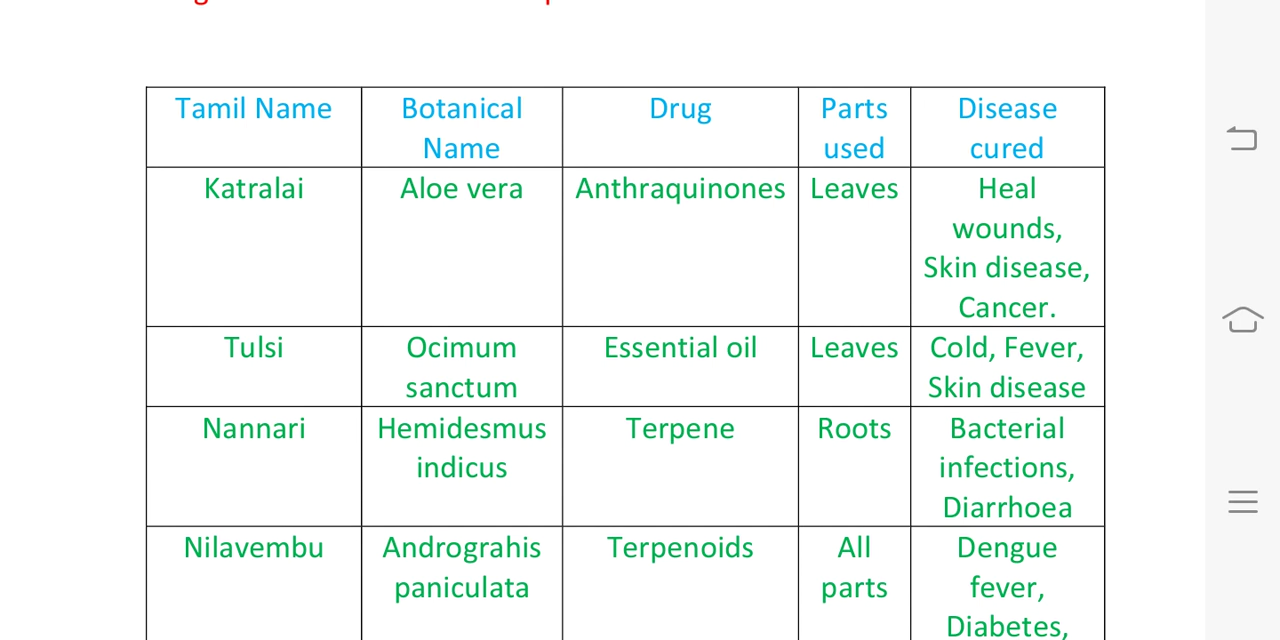 Tamil Name Botanical Name Drug Parts used Disease cured
Katralai Aloe vera Anthraquinones Leaves Heal wounds, Skin disease, Cancer.
Tulsi Ocimum sanctum Essential oil Leaves Cold, Fever, Skin disease
Nannari Hemidesmus indicus Terpene Roots Bacterial infections, Diarrhoea
Nilavembu Andrograhis paniculata Terpenoids All parts Dengue fever, Diabetes,